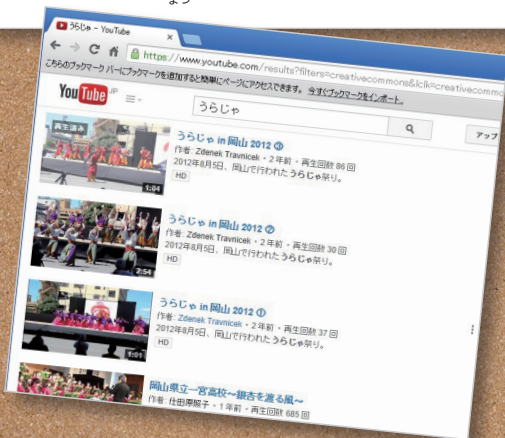 うらじゃ - YouTube
https://www.youtube.com/results?filters=creativecommons&lclk=creativecommo
こちらのブックマーク バーにブックマークを追加すると簡単にページにアクセスできます。 今すぐブックマークをインポート...
YouTube JP うらじゃ アップ
再生済み
うらじゃ in 岡山 2012 ③
作者: Zdenek Travnicek・2 年前・再生回数 86 回
2012年8月5日、岡山で行われたうらじゃ祭り。
HD
1:04
うらじゃ in 岡山 2012 ②
作者: Zdenek Travnicek・2 年前・再生回数 30 回
2012年8月5日、岡山で行われたうらじゃ祭り。
HD
2:54
うらじゃ in 岡山 2012 ①
作者: Zdenek Travnicek・2 年前・再生回数 37 回
2012年8月5日、岡山で行われたうらじゃ祭り。
HD
1:01
岡山県立一宮高校～銀杏を渡る風～
作者: 仕田原照子・1 年前・再生回数 685 回